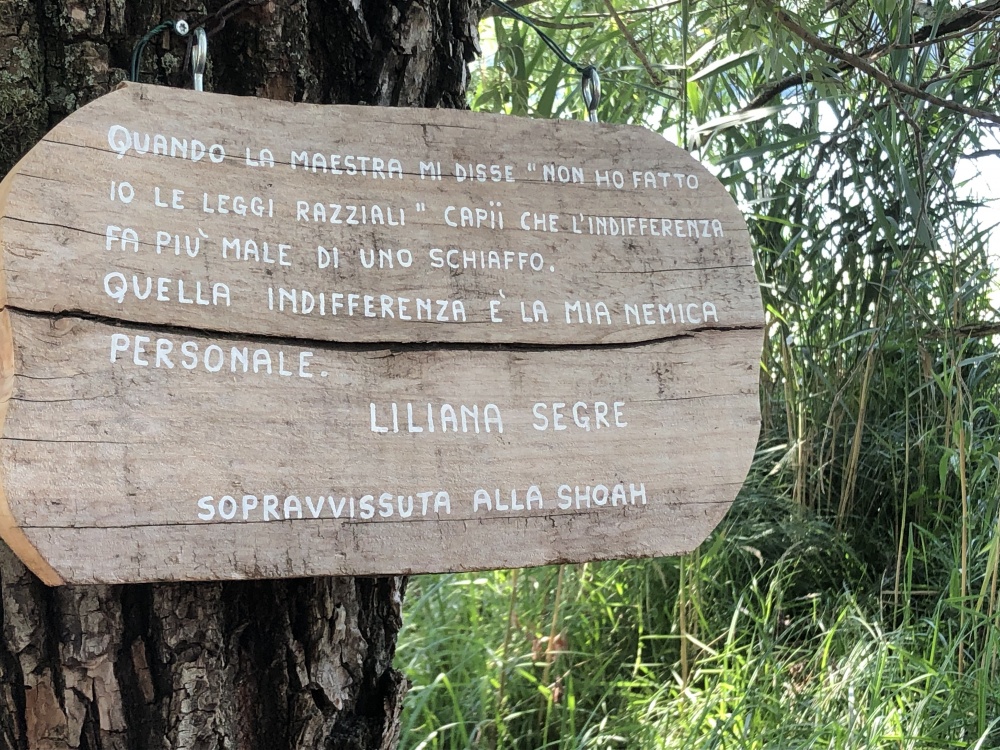 QUANDO LA MAESTRA MI DISSE "NON HO FATTO
IO LE LEGGI RAZZIALI" CAPÏÏ CHE L'INDIFFERENZA
FA PIÙ MALE DI UNO SCHIAFFO.
QUELLA INDIFFERENZA È LA MIA NEMICA
PERSONALE.
LILIANA SEGRE
SOPRAVVISSUTA ALLA SHOAH